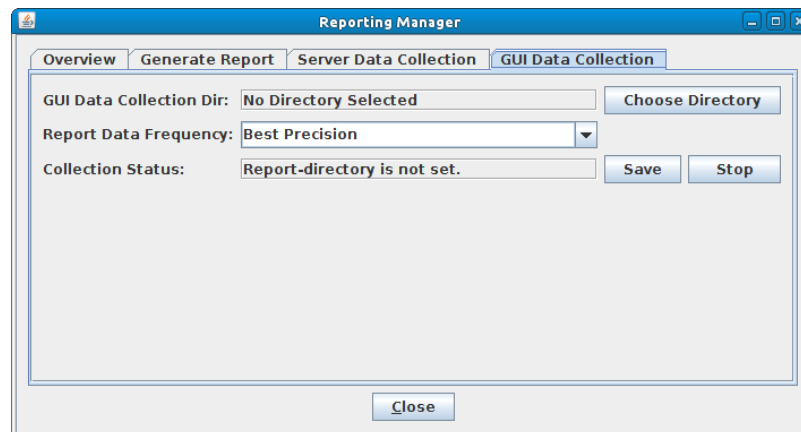 Reporting Manager
Overview Generate Report Server Data Collection GUI Data Collection
GUI Data Collection Dir: No Directory Selected Choose Directory
Report Data Frequency: Best Precision
Collection Status: Report-directory is not set. Save Stop
Close